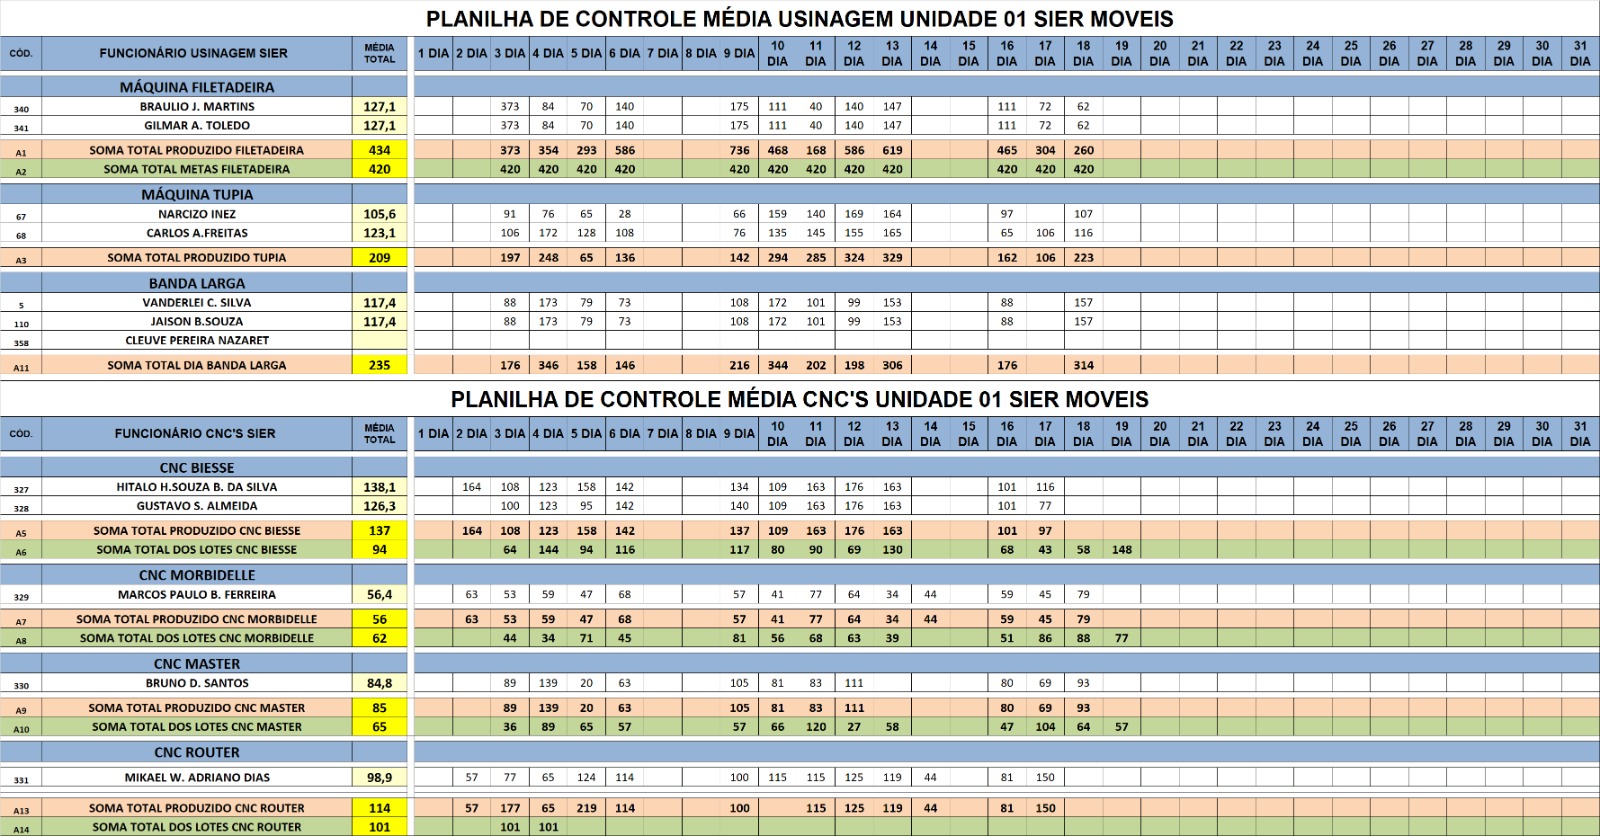 PLANILHA DE CONTROLE MÉDIA USINAGEM UNIDADE 01 SIER MOVEIS
CÓD. FUNCIONÁRIO USINAGEM SIER MÉDIA TOTAL 1 DIA 2 DIA 3 DIA 4 DIA 5 DIA 6 DIA 7 DIA 8 DIA 9 DIA 10 DIA 11 DIA 12 DIA 13 DIA 14 DIA 15 DIA 16 DIA 17 DIA 18 DIA 19 DIA 20 DIA 21 DIA 22 DIA 23 DIA 24 DIA 25 DIA 26 DIA 27 DIA 28 DIA 29 DIA 30 DIA 31 DIA
MÁQUINA FILETADEIRA
340 BRAULIO J. MARTINS 127,1 373 84 70 140 175 111 40 140 147 111 72 62
341 GILMAR A. TOLEDO 127,1 373 84 70 140 175 111 40 140 147 111 72 62
A1 SOMA TOTAL PRODUZIDO FILETADEIRA 434 373 354 293 586 736 468 168 586 619 465 304 260
A2 SOMA TOTAL METAS FILETADEIRA 420 420 420 420 420 420 420 420 420 420 420 420 420
MÁQUINA TUPIA
67 NARCIZO INEZ 105,6 91 76 65 28 66 159 140 169 164 97 107
68 CARLOS A.FREITAS 123,1 106 172 128 108 76 135 145 155 165 65 106 116
A3 SOMA TOTAL PRODUZIDO TUPIA 209 197 248 65 136 142 294 285 324 329 162 106 223
BANDA LARGA
5 VANDERLEI C. SILVA 117,4 88 173 79 73 108 172 101 99 153 88 157
110 JAISON B.SOUZA 117,4 88 173 79 73 108 172 101 99 153 88 157
358 CLEUVE PEREIRA NAZARET
A11 SOMA TOTAL DIA BANDA LARGA 235 176 346 158 146 216 344 202 198 306 176 314
PLANILHA DE CONTROLE MÉDIA CNC'S UNIDADE 01 SIER MOVEIS
CÓD. FUNCIONÁRIO CNC'S SIER MÉDIA TOTAL 1 DIA 2 DIA 3 DIA 4 DIA 5 DIA 6 DIA 7 DIA 8 DIA 9 DIA 10 DIA 11 DIA 12 DIA 13 DIA 14 DIA 15 DIA 16 DIA 17 DIA 18 DIA 19 DIA 20 DIA 21 DIA 22 DIA 23 DIA 24 DIA 25 DIA 26 DIA 27 DIA 28 DIA 29 DIA 30 DIA 31 DIA
CNC BIESSE
327 HITALO H.SOUZA B. DA SILVA 138,1 164 108 123 158 142 134 109 163 176 163 101 116
328 GUSTAVO S. ALMEIDA 126,3 100 123 95 142 140 109 163 176 163 101 77
A5 SOMA TOTAL PRODUZIDO CNC BIESSE 137 164 108 123 158 142 137 109 163 176 163 101 97
A6 SOMA TOTAL DOS LOTES CNC BIESSE 94 64 144 94 116 117 80 90 69 130 68 43 58 148
CNC MORBIDELLE
329 MARCOS PAULO B. FERREIRA 56,4 63 53 59 47 68 57 41 77 64 34 44 59 45 79
A7 SOMA TOTAL PRODUZIDO CNC MORBIDELLE 56 63 53 59 47 68 57 41 77 64 34 44 59 45 79
A8 SOMA TOTAL DOS LOTES CNC MORBIDELLE 62 44 34 71 45 81 56 68 63 39 51 86 88 77
CNC MASTER
330 BRUNO D. SANTOS 84,8 89 139 20 63 105 81 83 111 80 69 93
A9 SOMA TOTAL PRODUZIDO CNC MASTER 85 89 139 20 63 105 81 83 111 80 69 93
A10 SOMA TOTAL DOS LOTES CNC MASTER 65 36 89 65 57 57 66 120 27 58 47 104 64 57
CNC ROUTER
331 MIKAEL W. ADRIANO DIAS 98,9 57 77 65 124 114 100 115 115 125 119 44 81 150
A13 SOMA TOTAL PRODUZIDO CNC ROUTER 114 57 177 65 219 114 100 115 125 119 44 81 150
A14 SOMA TOTAL DOS LOTES CNC ROUTER 101 101 101